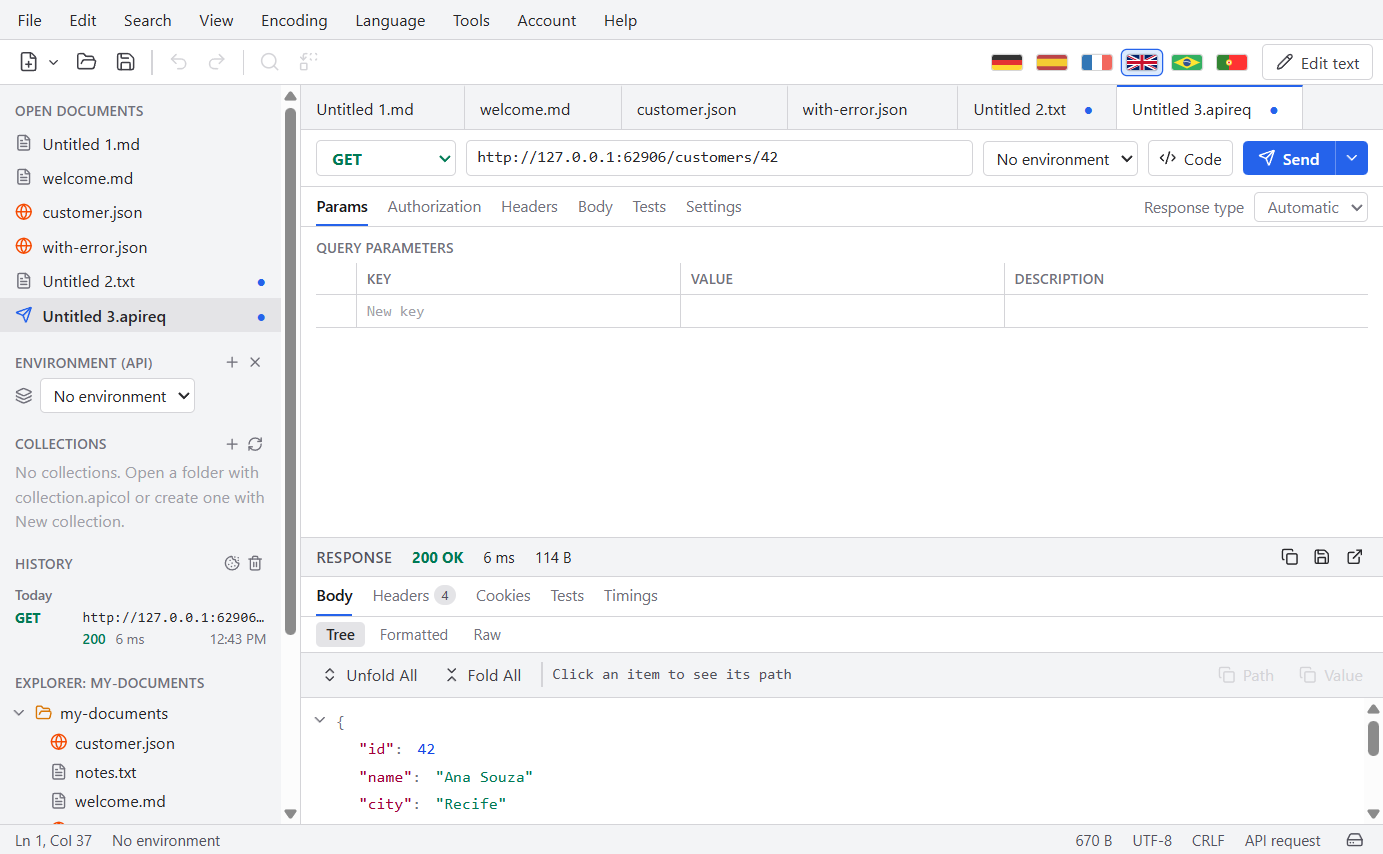 File Edit Search View Encoding Language Tools Account Help
Edit text
OPEN DOCUMENTS
Untitled 1.md
welcome.md
customer.json
with-error.json
Untitled 2.txt
Untitled 3.apireq
ENVIRONMENT (API)
No environment
COLLECTIONS
No collections. Open a folder with
collection.apicol or create one with
New collection.
HISTORY
Today
GET http://127.0.0.1:62906…
200 6 ms 12:43 PM
EXPLORER: MY-DOCUMENTS
my-documents
customer.json
notes.txt
welcome.md
Untitled 1.md welcome.md customer.json with-error.json Untitled 2.txt Untitled 3.apireq
GET http://127.0.0.1:62906/customers/42 No environment Code Send
Params Authorization Headers Body Tests Settings Response type Automatic
QUERY PARAMETERS
KEY VALUE DESCRIPTION
New key
RESPONSE 200 OK 6 ms 114 B
Body Headers 4 Cookies Tests Timings
Tree Formatted Raw
Unfold All Fold All Click an item to see its path Path Value
{
"id": 42
"name": "Ana Souza"
"city": "Recife"
Ln 1, Col 37 No environment 670 B UTF-8 CRLF API request